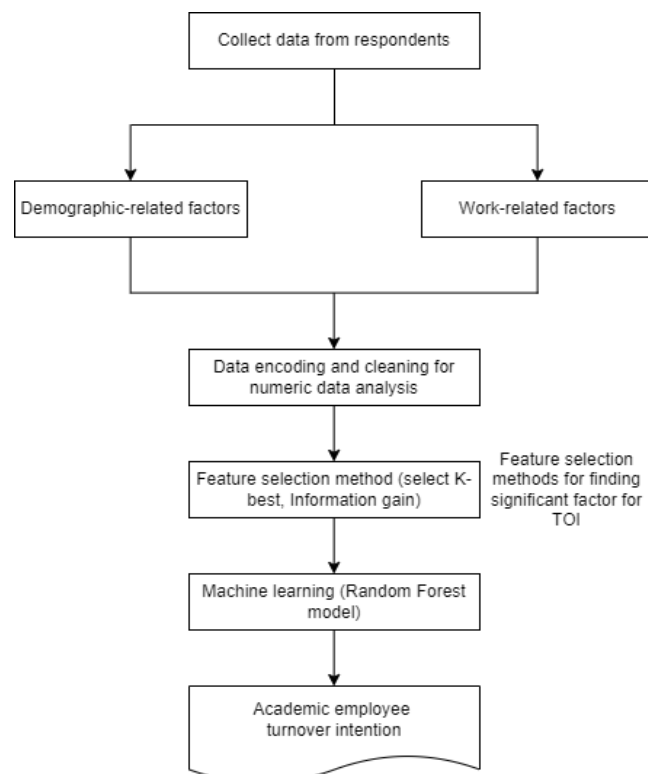 Collect data from respondents
Demographic-related factors
Work-related factors
Data encoding and cleaning for
numeric data analysis
Feature selection method (select K-
best, Information gain)
Feature selection
methods for finding
significant factor for
TOI
Machine learning (Random Forest
model)
Academic employee
turnover intention